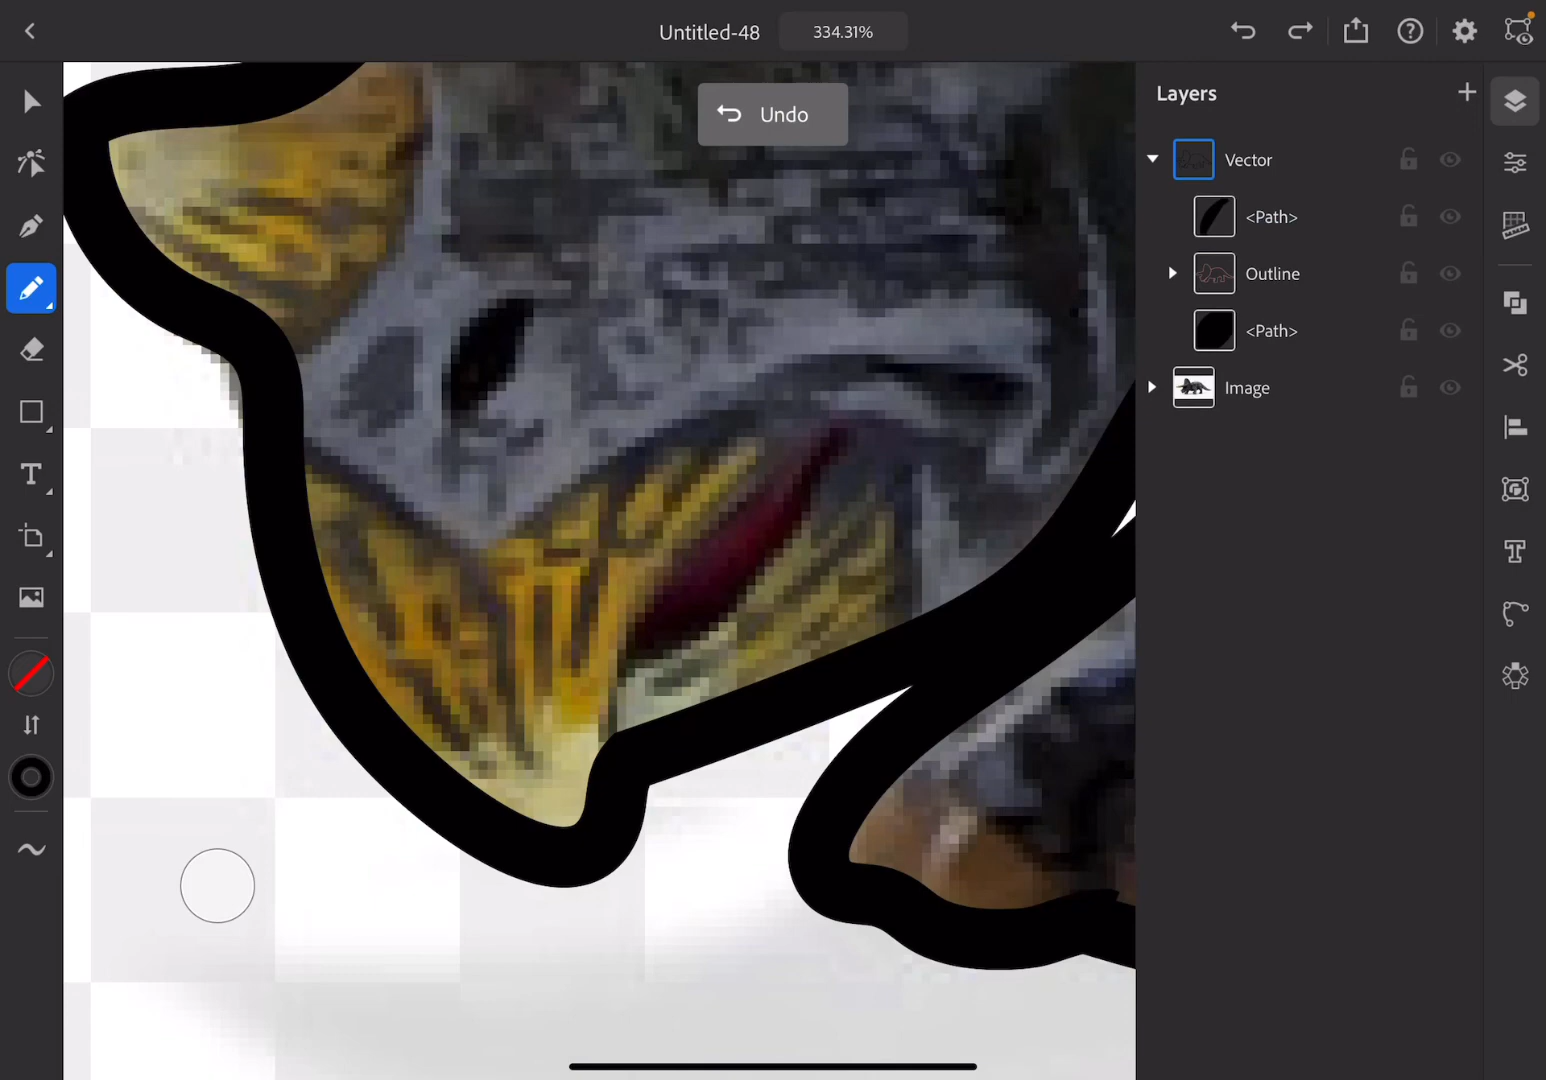 Untitled-48
334.31%
Undo
Layers
Vector
<Path>
Outline
<Path>
Image